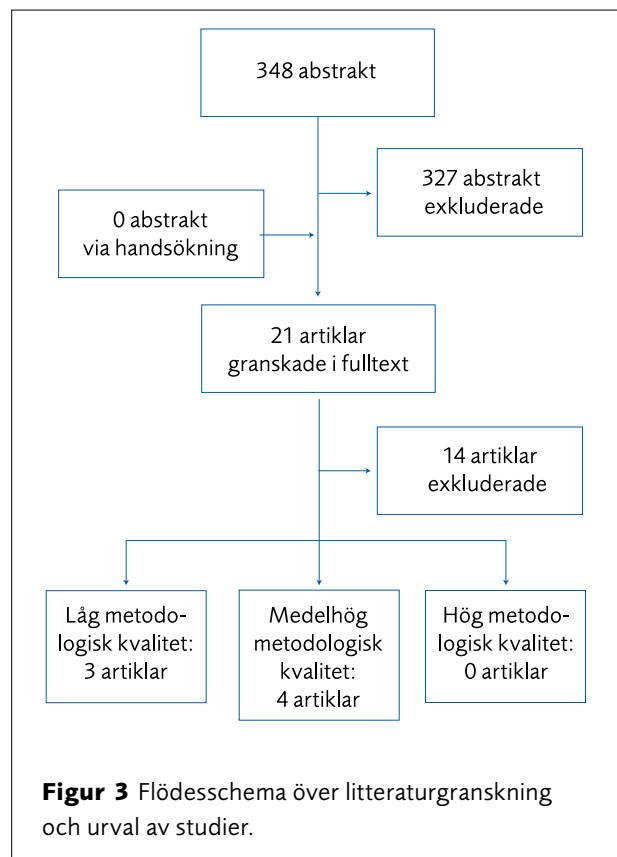 348 abstrakt
327 abstrakt
exkluderade
0 abstrakt
via handsökning
21 artiklar
granskade i fulltext
14 artiklar
exkluderade
Låg metodo-
logisk kvalitet:
3 artiklar
Medelhög
metodologisk
kvalitet:
4 artiklar
Hög metodo-
logisk kvalitet:
0 artiklar
Figur 3 Flödesschema över litteraturgranskning
och urval av studier.